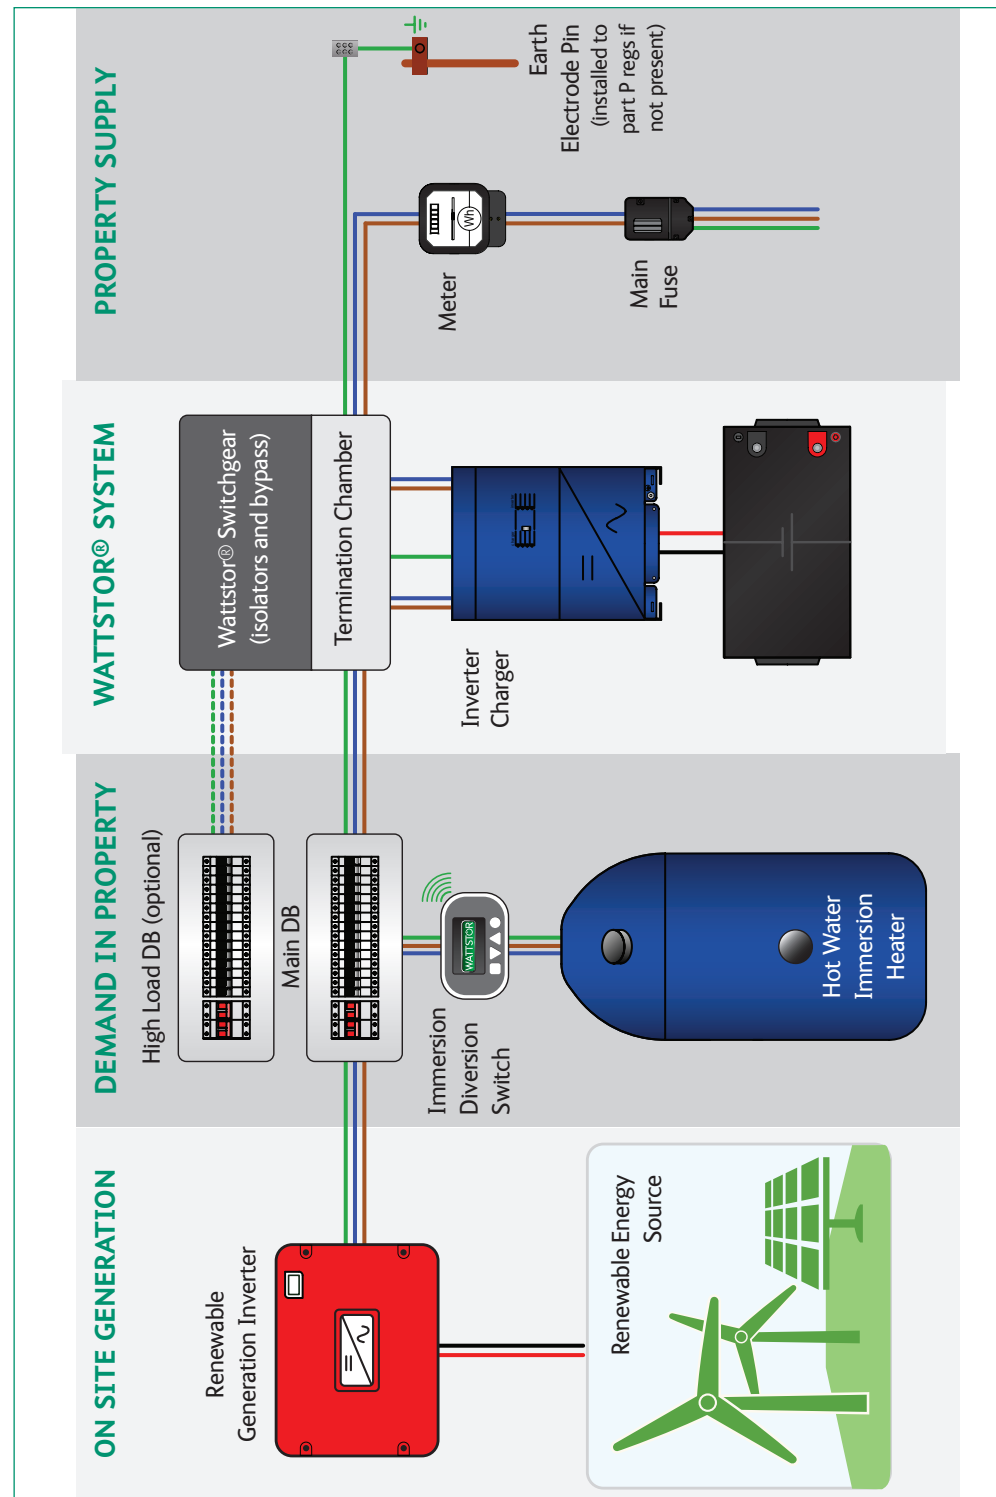 ON SITE GENERATION
DEMAND IN PROPERTY
WATTSTOR® SYSTEM
PROPERTY SUPPLY
Renewable
Generation Inverter
Renewable Energy
Source
High Load DB (optional)
Main DB
Immersion
Diversion
Switch
WATTSTOR
Hot Water
Immersion
Heater
Wattstor® Switchgear
(isolators and bypass)
Termination Chamber
Inverter
Charger
Meter
Wh
Main
Fuse
Earth
Electrode Pin
(installed to
part P regs if
not present)